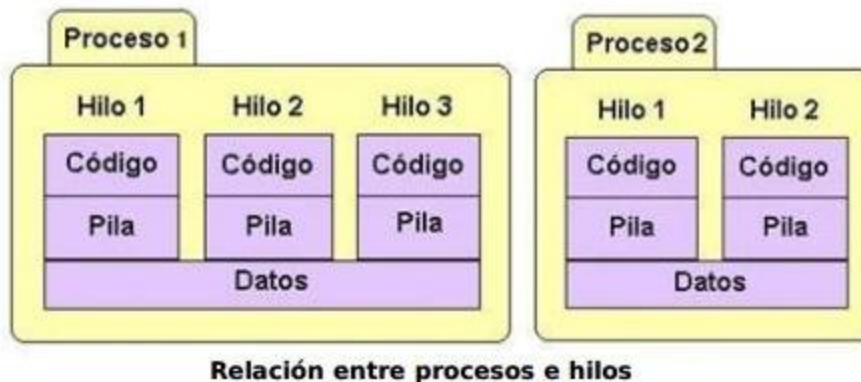 Proceso 1
Hilo 1 Hilo 2 Hilo 3
Código Código Código
Pila Pila Pila
Datos
Proceso2
Hilo 1 Hilo 2
Código Código
Pila Pila
Datos
Relación entre procesos e hilos